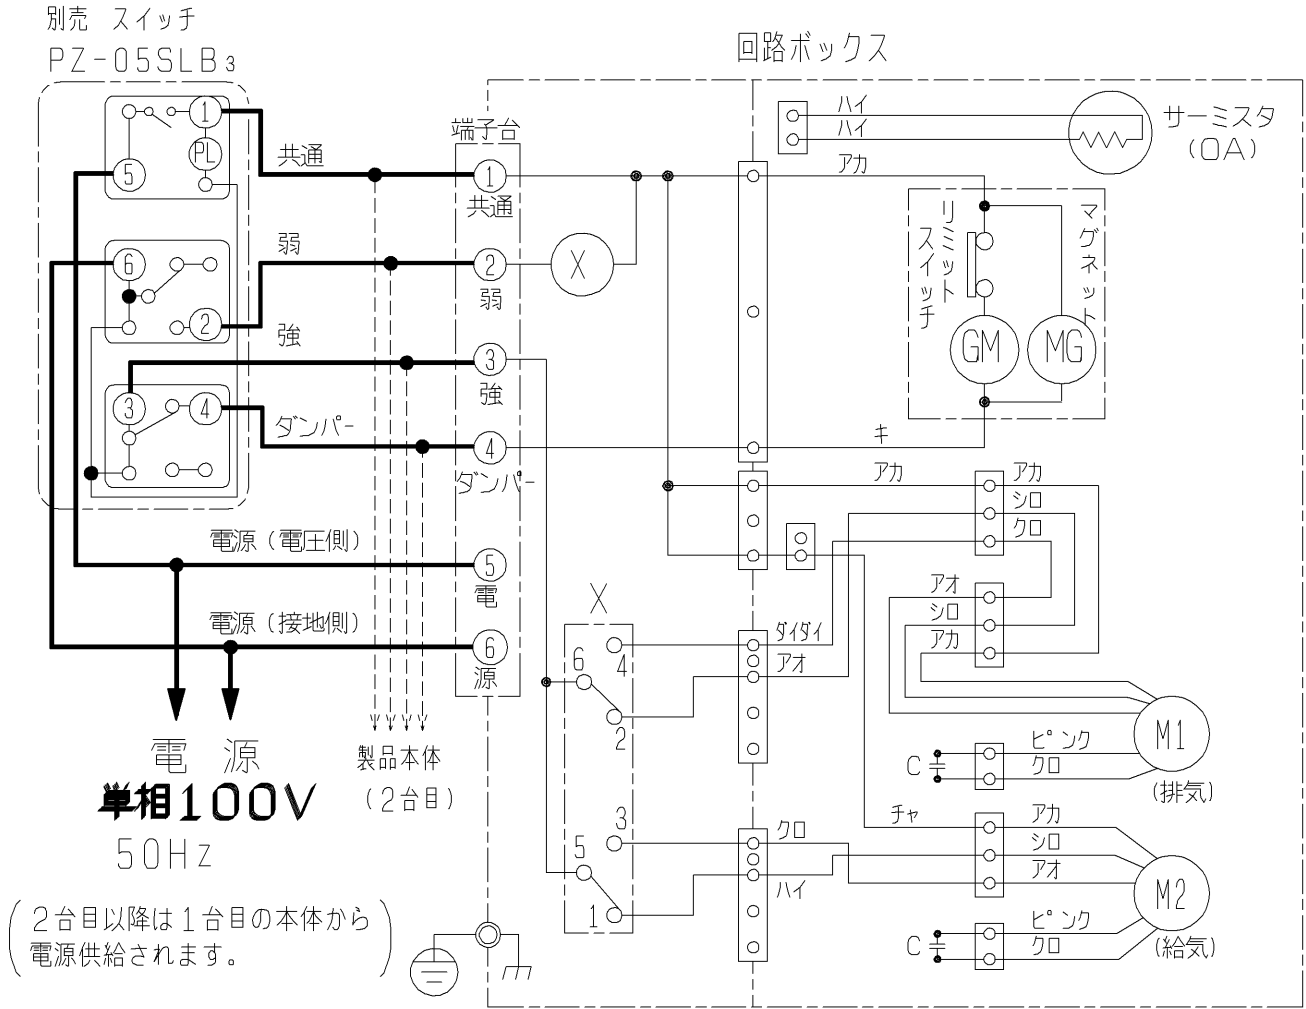 別売 スイッチ
PZ-05SLB₃
回路ボックス
ハイ
ハイ
サーミスタ
(OA)
端子台
1
PL
5
共通
1
共通
アカ
リミット
スイッチ
マグネット
弱
6
2
2
弱
X
強
GM
MG
3
強
3
4
ダンパー
4
ダンパー
キ
アカ
アカ
シロ
クロ
電源(電圧側)
5
電
アオ
シロ
アカ
電源(接地側)
6
源
X
6
4
2
ダイダイ
アオ
電 源
単相100V
50Hz
製品本体
(2台目)
M1
(排気)
C
ピンク
クロ
3
5
1
クロ
ハイ
チャ
アカ
シロ
アオ
M2
(給気)
C
ピンク
クロ
2台目以降は1台目の本体から
電源供給されます。